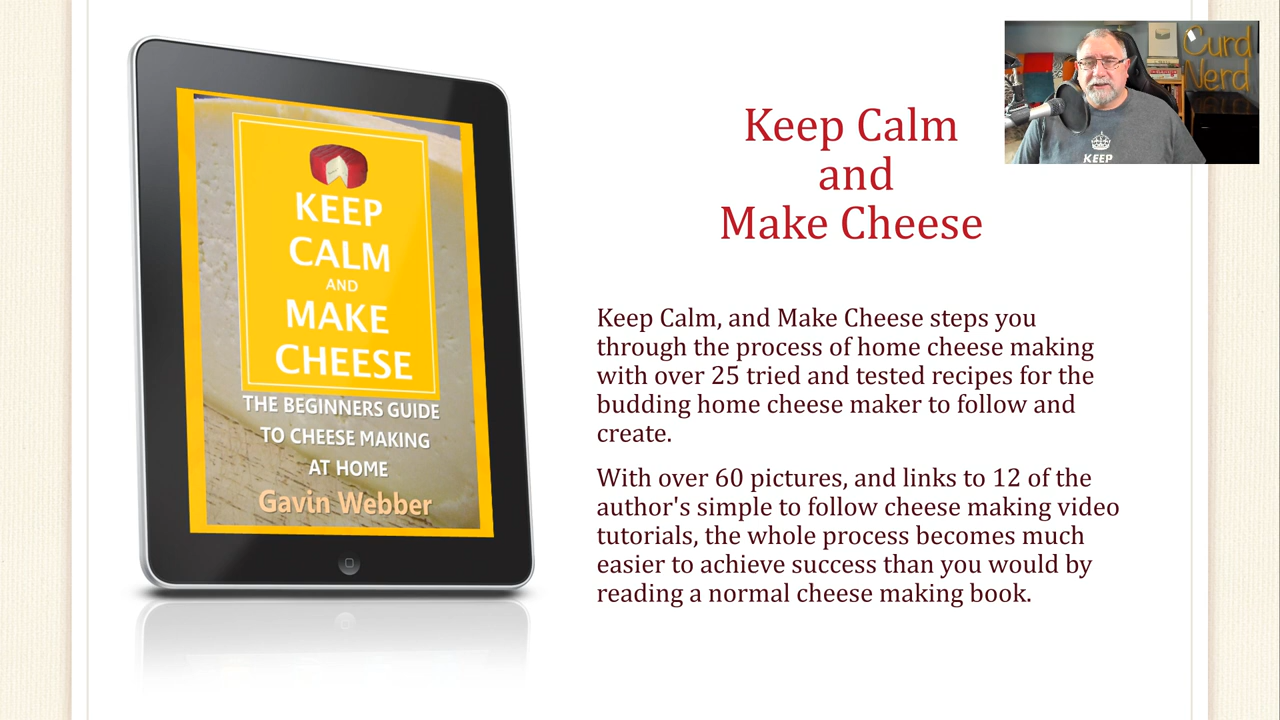 KEEP
CALM
AND
MAKE
CHEESE
THE BEGINNERS GUIDE
TO CHEESE MAKING
AT HOME
Gavin Webber
Keep Calm
and
Make Cheese
Keep Calm, and Make Cheese steps you
through the process of home cheese making
with over 25 tried and tested recipes for the
budding home cheese maker to follow and
create.
With over 60 pictures, and links to 12 of the
author's simple to follow cheese making video
tutorials, the whole process becomes much
easier to achieve success than you would by
reading a normal cheese making book.
Curd
Nerd
KEEP